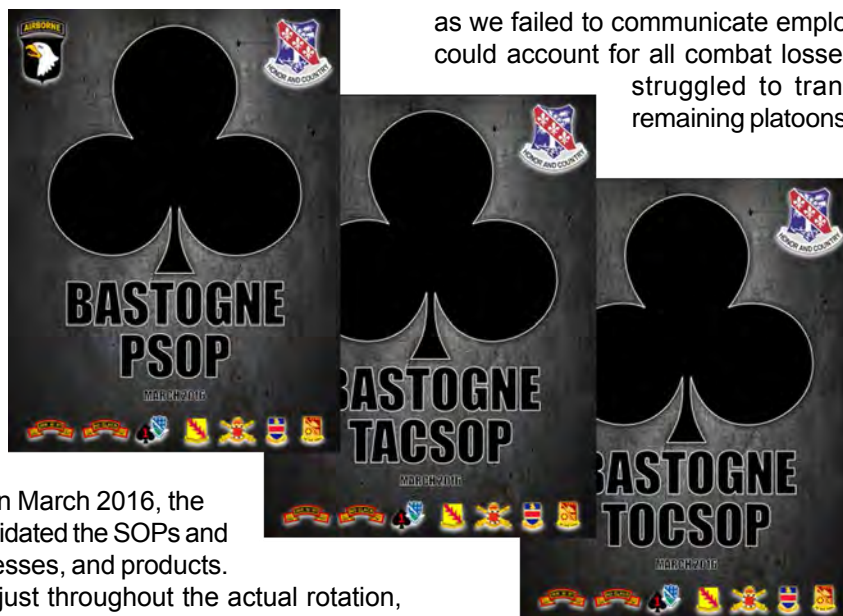 as we failed to communicate emplo
could account for all combat losse
struggled to tran
remaining platoons
AIRBORNE
HONOR AND COUNTRY
BASTOGNE
PSOP
MARCH 2016
HONOR AND COUNTRY
BASTOGNE
TACSOP
MARCH 2016
HONOR AND COUNTRY
BASTOGNE
TOCSOP
MARCH 2016
n March 2016, the
idated the SOPs and
esses, and products.
just throughout the actual rotation,